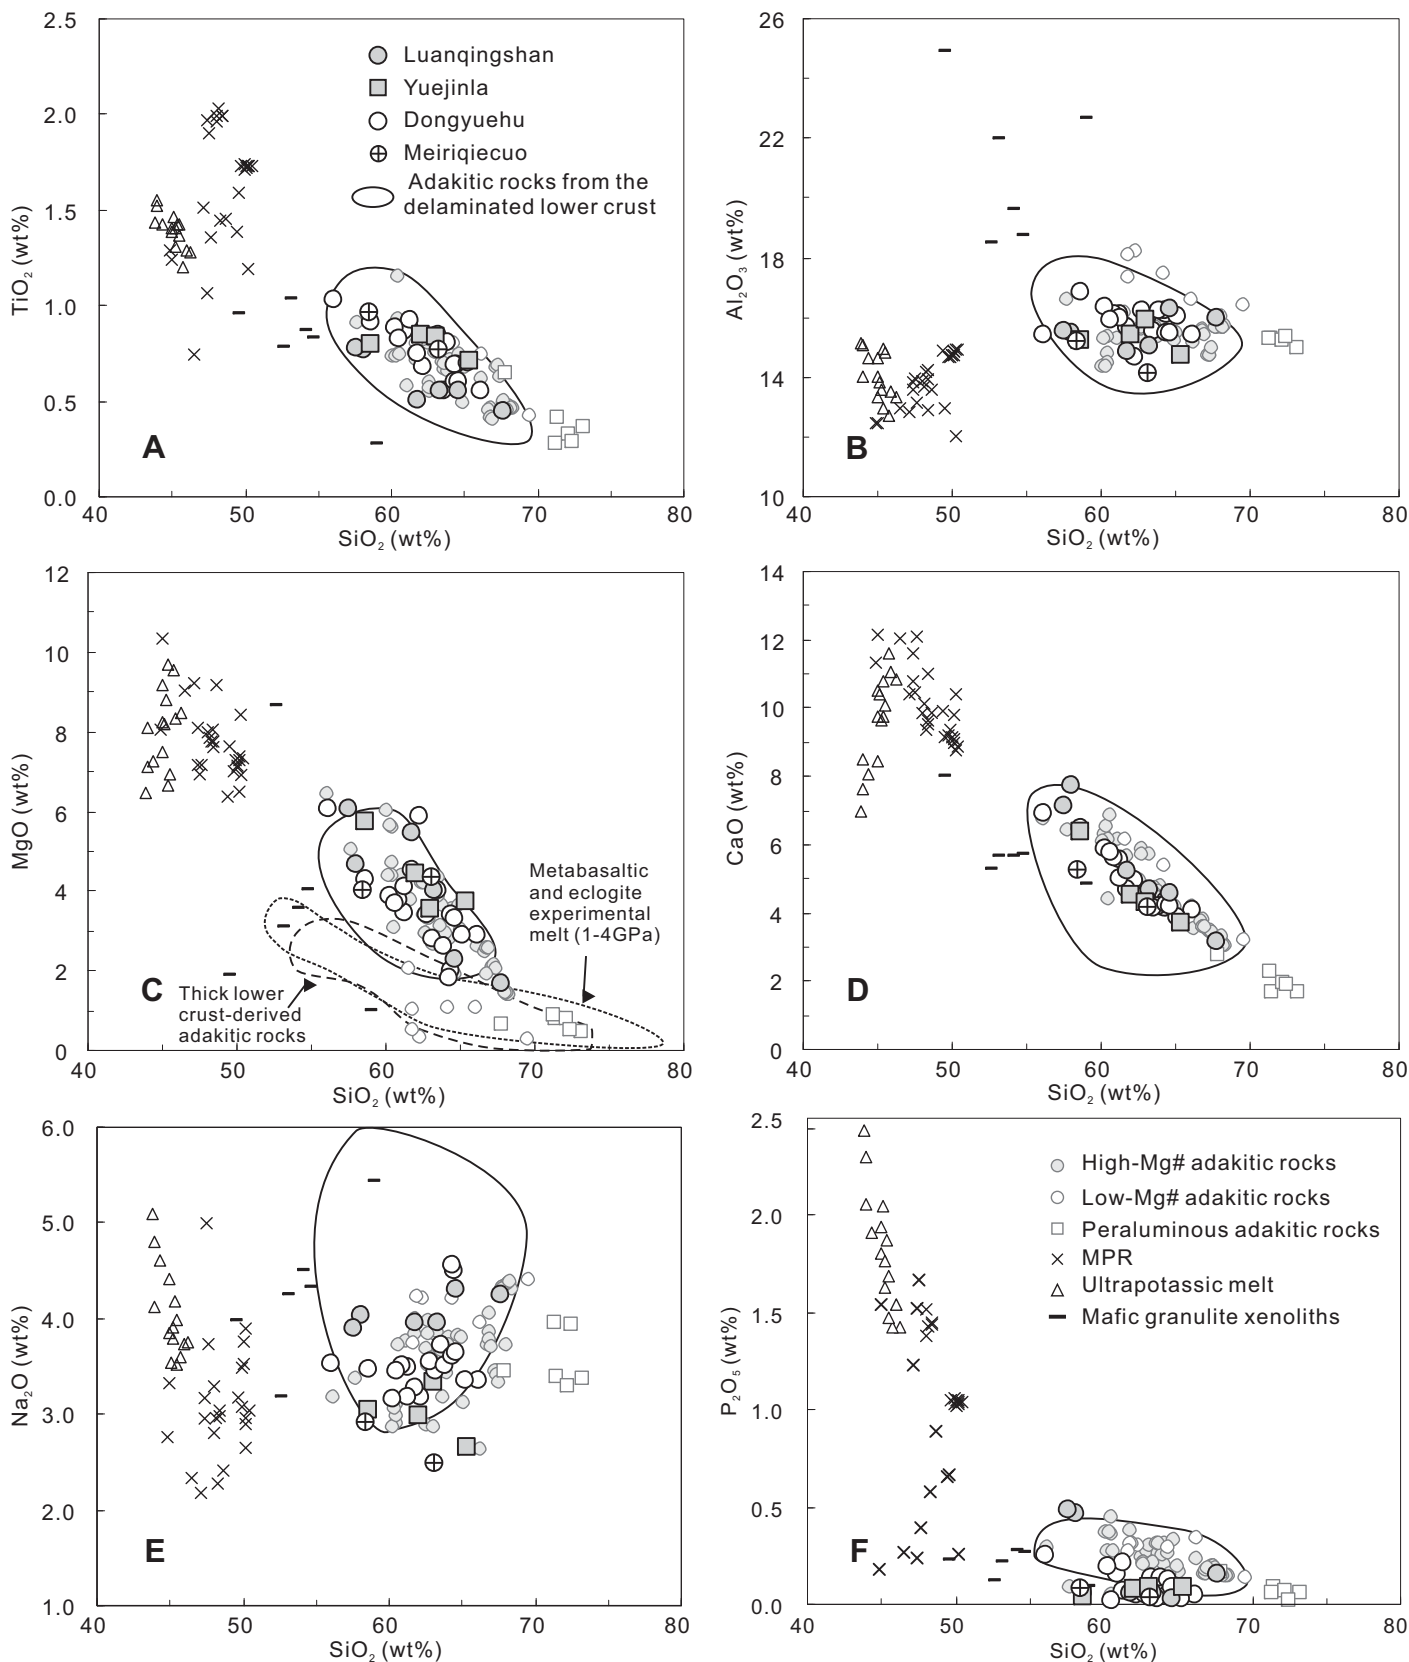 2.5
2.0
1.5
1.0
0.5
0.0
TiO2 (wt%)
Luanqingshan
Yuejinla
Dongyuehu
Meiriqiecuo
Adakitic rocks from the
delaminated lower crust
A
40 50 60 70 80
SiO2 (wt%)
26
22
18
14
10
Al2O3 (wt%)
B
40 50 60 70 80
SiO2 (wt%)
12
10
8
6
4
2
0
MgO (wt%)
Metabasaltic
and eclogite
experimental
melt (1-4GPa)
C
Thick lower
crust-derived
adakitic rocks
40 50 60 70 80
SiO2 (wt%)
14
12
10
8
6
4
2
0
CaO (wt%)
D
40 50 60 70 80
SiO2 (wt%)
6.0
5.0
4.0
3.0
2.0
1.0
Na2O (wt%)
E
40 50 60 70 80
SiO2 (wt%)
2.5
2.0
1.5
1.0
0.5
0.0
P2O5 (wt%)
High-Mg# adakitic rocks
Low-Mg# adakitic rocks
Peraluminous adakitic rocks
MPR
Ultrapotassic melt
Mafic granulite xenoliths
F
40 50 60 70 80
SiO2 (wt%)